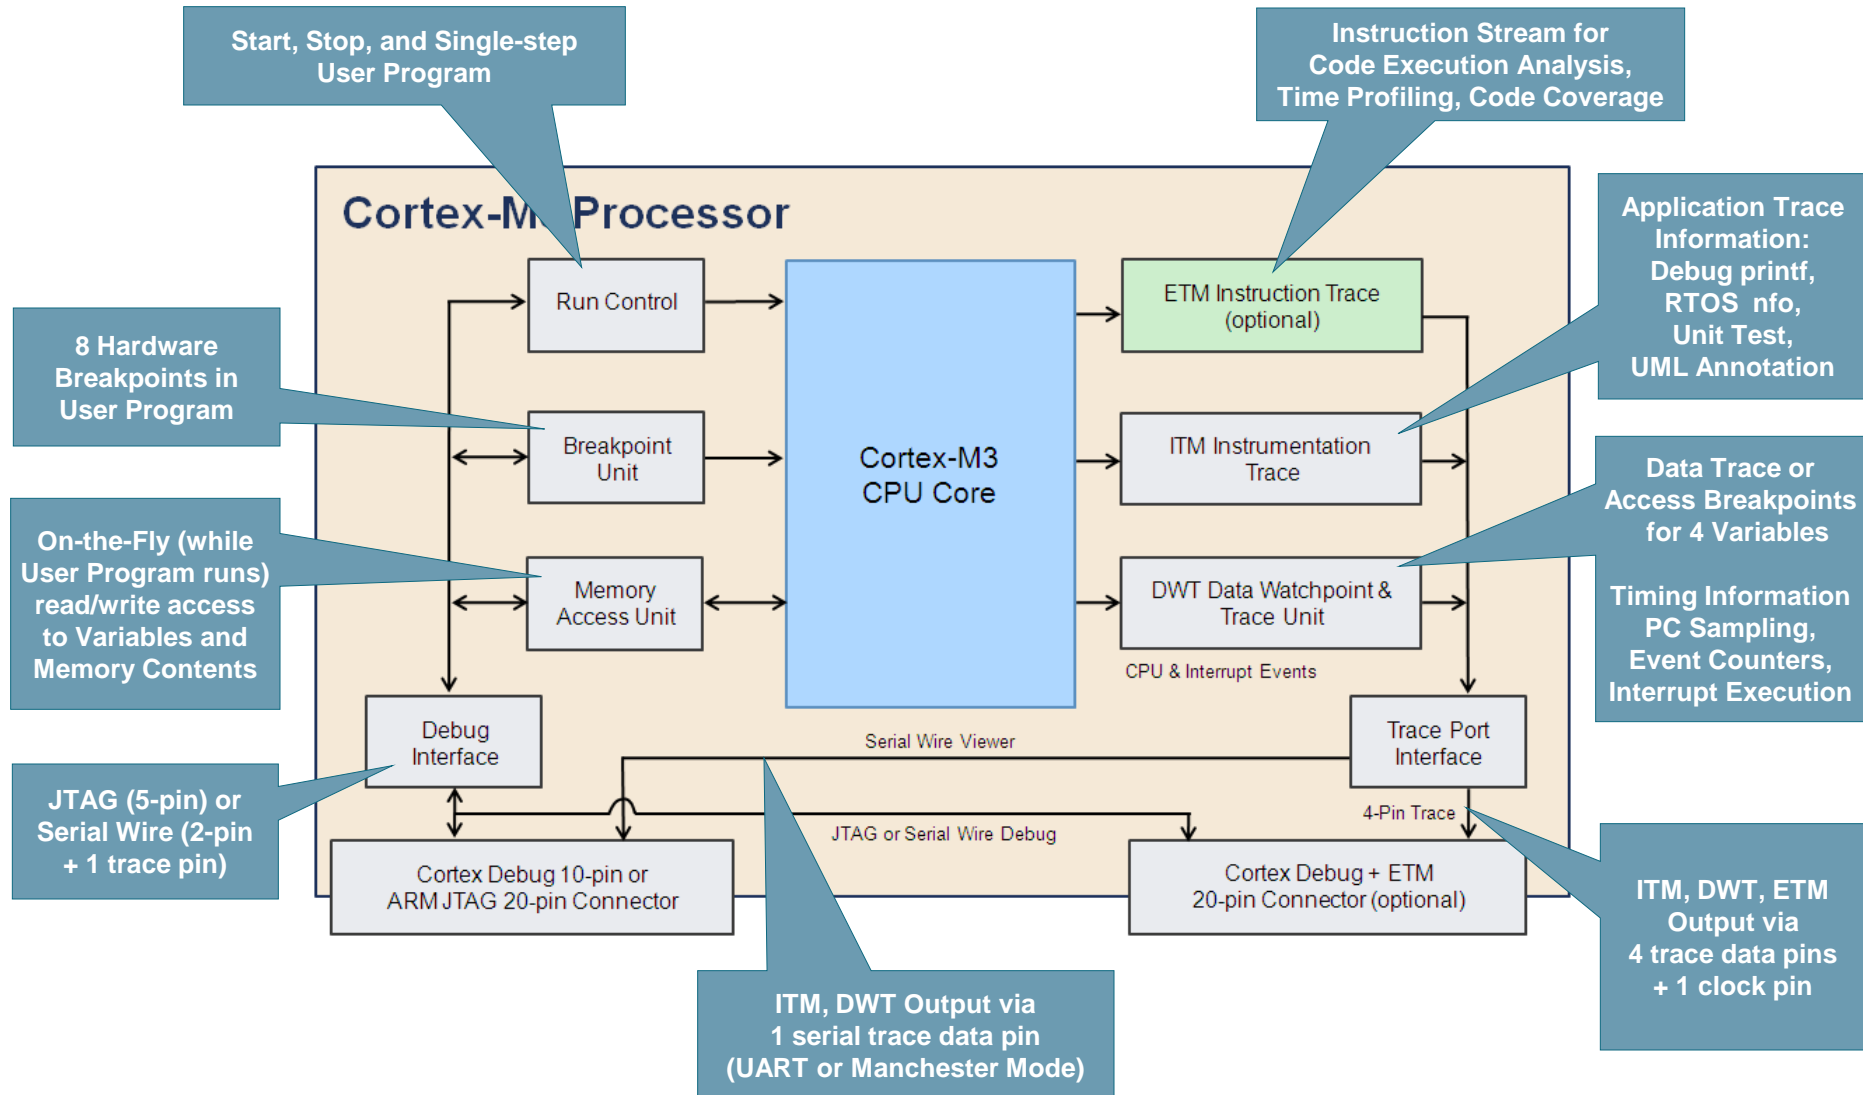 Start, Stop, and Single-step
User Program
Instruction Stream for
Code Execution Analysis,
Time Profiling, Code Coverage
Cortex-M Processor
Application Trace
Information:
Debug printf,
RTOS nfo,
Unit Test,
UML Annotation
Run Control
ETM Instruction Trace
(optional)
8 Hardware
Breakpoints in
User Program
Breakpoint
Unit
Cortex-M3
CPU Core
ITM Instrumentation
Trace
Data Trace or
Access Breakpoints
for 4 Variables
Timing Information
PC Sampling,
Event Counters,
Interrupt Execution
On-the-Fly (while
User Program runs)
read/write access
to Variables and
Memory Contents
Memory
Access Unit
DWT Data Watchpoint &
Trace Unit
CPU & Interrupt Events
Debug
Interface
Serial Wire Viewer
Trace Port
Interface
JTAG (5-pin) or
Serial Wire (2-pin
+ 1 trace pin)
4-Pin Trace
JTAG or Serial Wire Debug
Cortex Debug 10-pin or
ARM JTAG 20-pin Connector
Cortex Debug + ETM
20-pin Connector (optional)
ITM, DWT, ETM
Output via
4 trace data pins
+ 1 clock pin
ITM, DWT Output via
1 serial trace data pin
(UART or Manchester Mode)